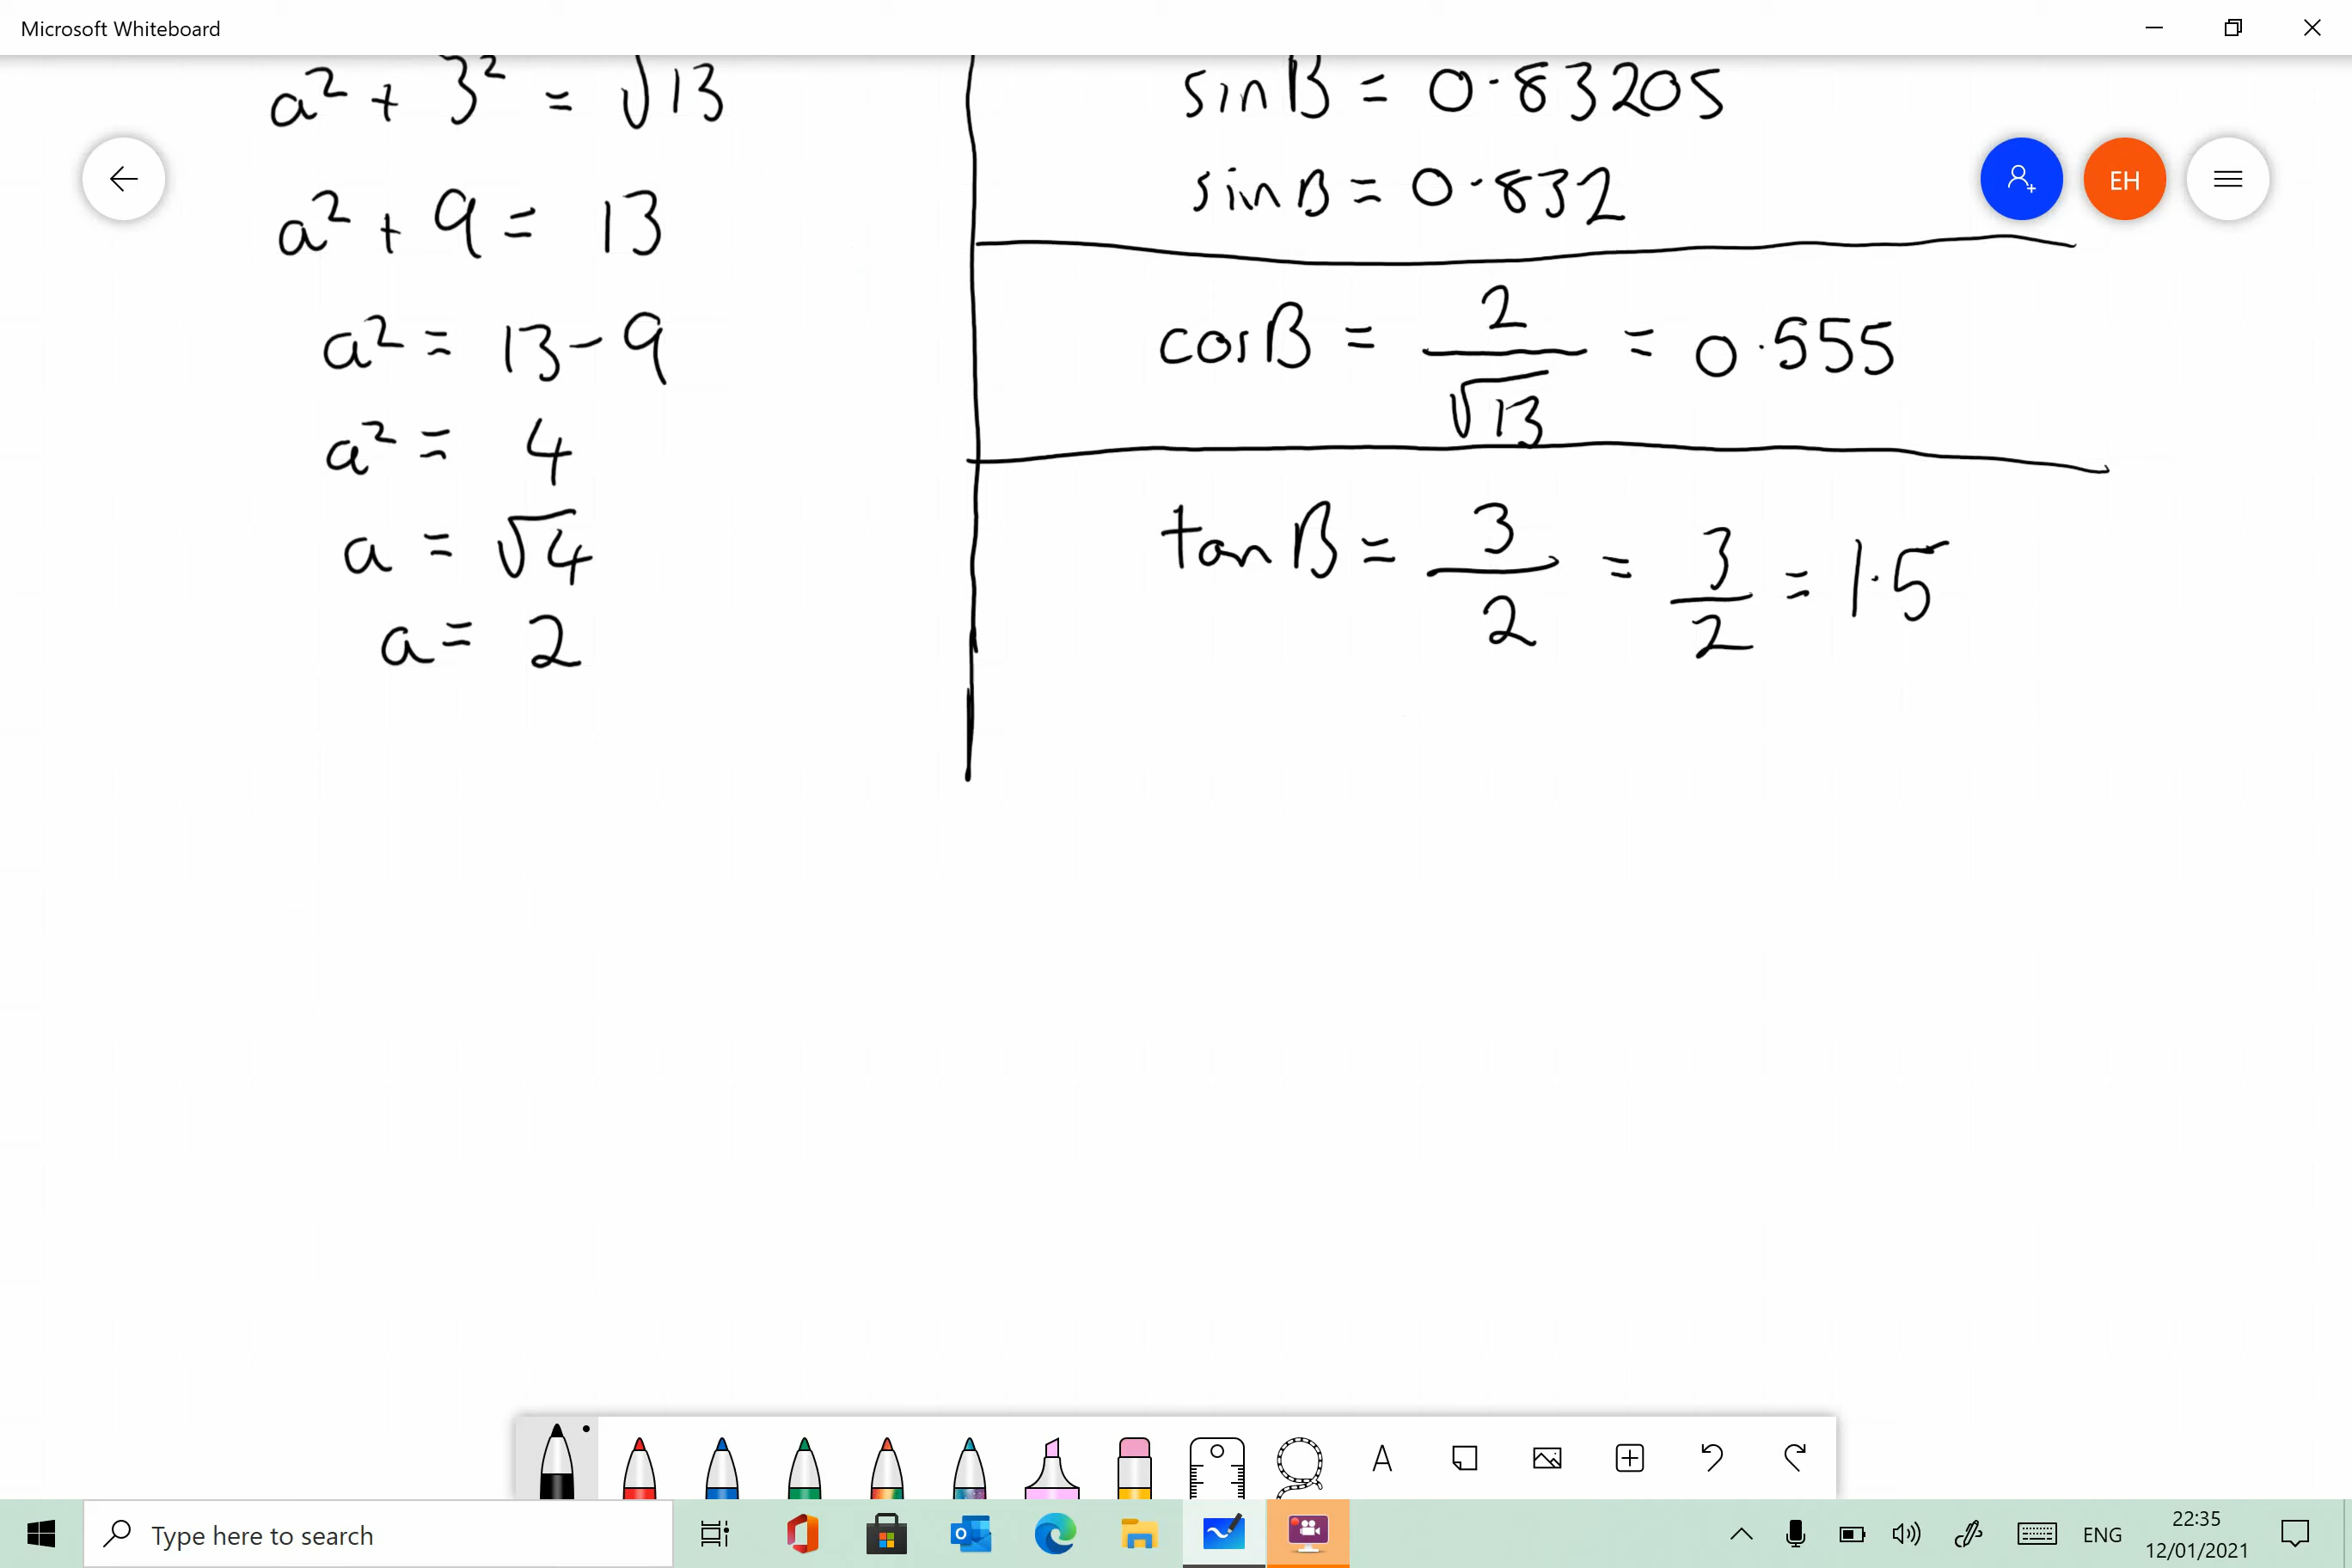 Microsoft Whiteboard
a² + 3² = √13
a² + 9 = 13
a² = 13 - 9
a² = 4
a = √4
a = 2
sin B = 0.83205
sin B = 0.832
cos B = 2/√13 = 0.555
tan B = 3/2 = 3/2 = 1.5
EH
A
Type here to search
ENG
22:35
12/01/2021